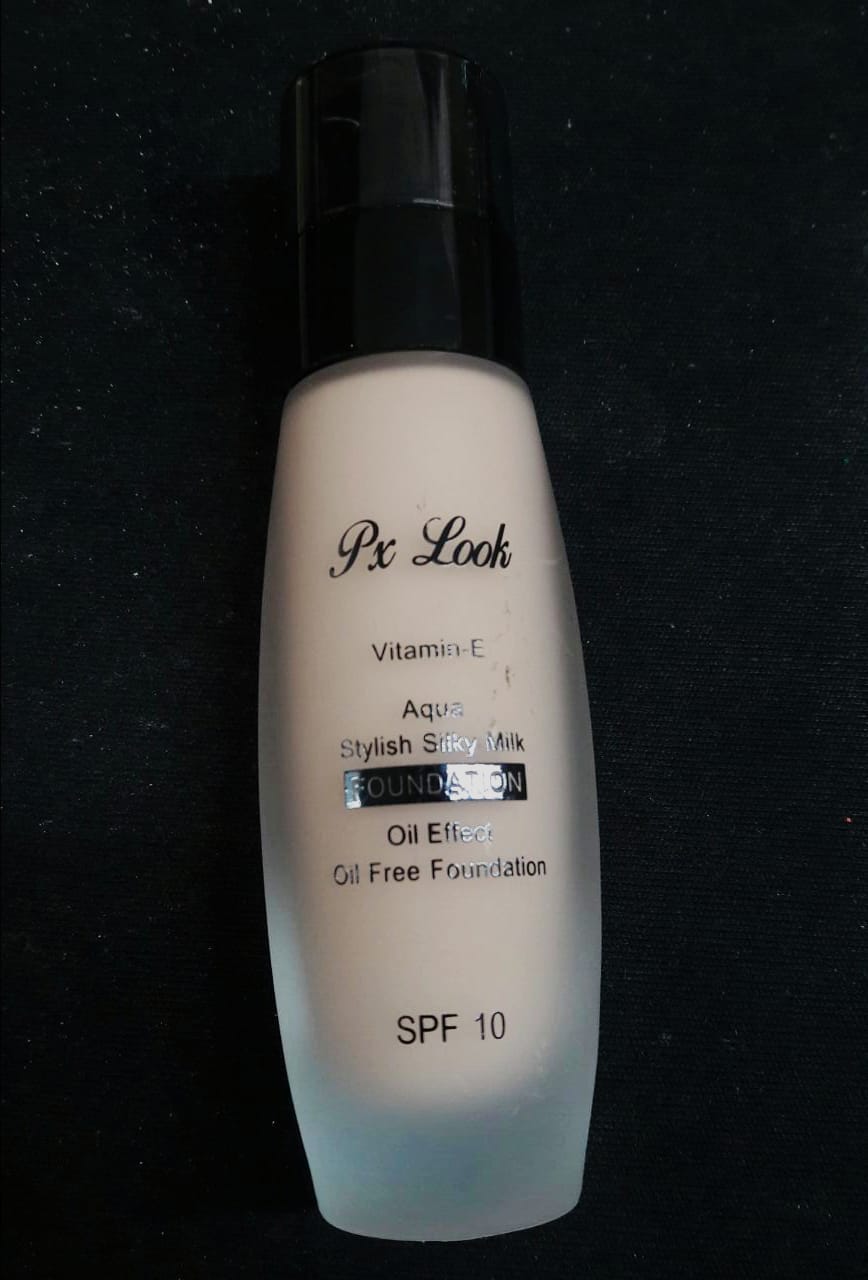 Px Look
Vitamin-E
Aqua
Stylish Silky Milk
FOUNDATION
Oil Effect
Oil Free Foundation
SPF 10